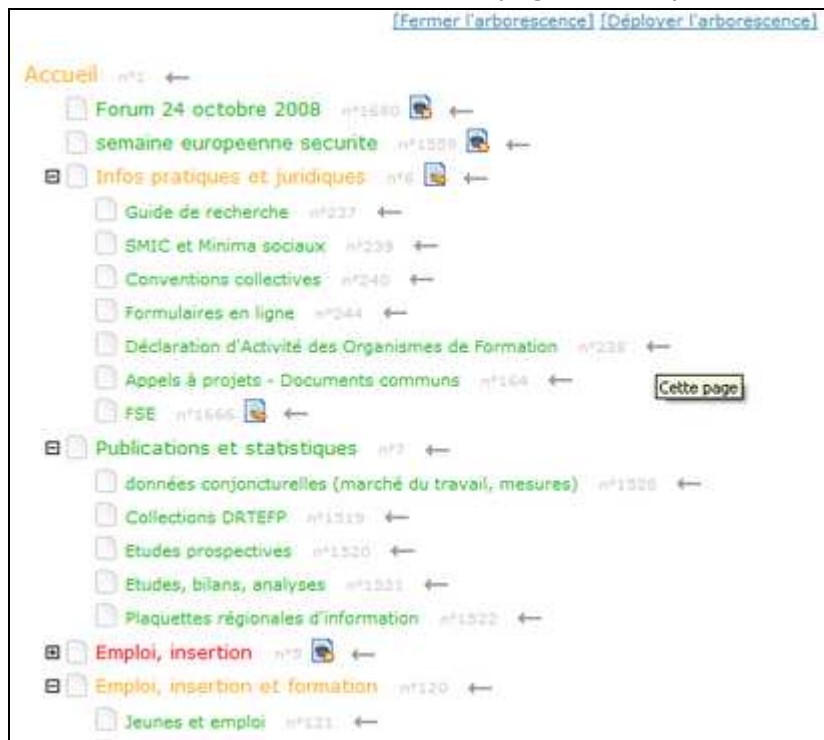 [Fermer l'arborescence] [Déployer l'arborescence]
Accueil n°1
Forum 24 octobre 2008 n°1680
semaine europeenne securite n°1559
Infos pratiques et juridiques n°6
Guide de recherche n°237
SMIC et Minima sociaux n°239
Conventions collectives n°240
Formulaires en ligne n°244
Déclaration d'Activité des Organismes de Formation n°238
Appels à projets - Documents communs n°164
Cette page
FSE n°1666
Publications et statistiques n°7
données conjoncturelles (marché du travail, mesures)
Collections DRTEFP n°1519
Etudes prospectives n°1520
Etudes, bilans, analyses n°1521
Plaquettes régionales d'information n°1522
Emploi, insertion
Emploi, insertion et formation n°120
Jeunes et emploi n°121